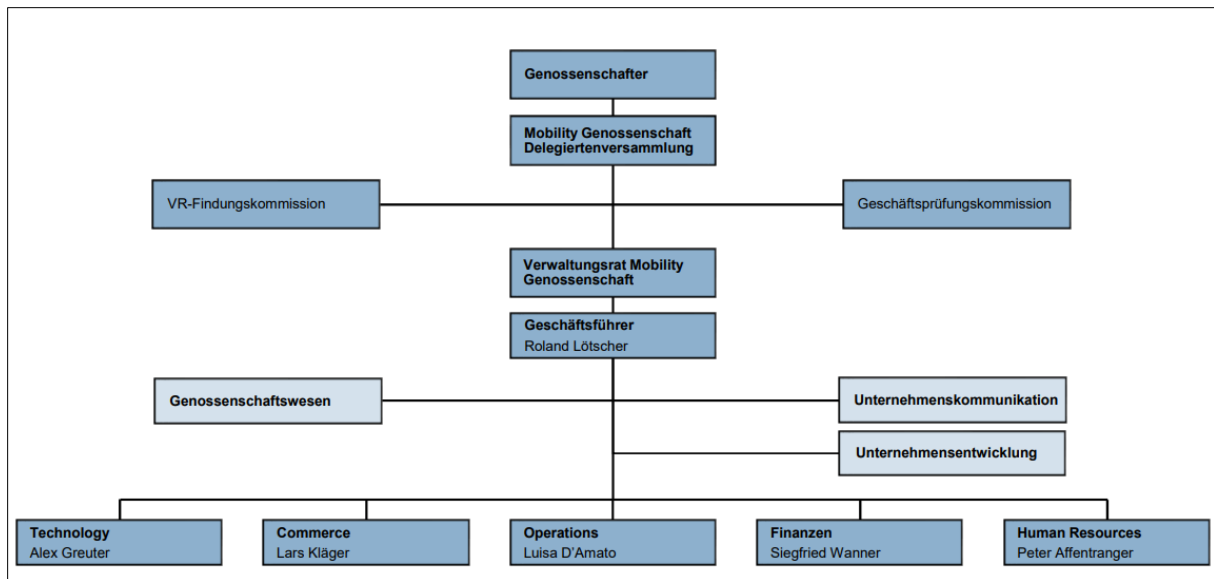 Genossenschafter
Mobility Genossenschaft
Delegiertenversammlung
VR-Findungskommission
Geschäftsprüfungskommission
Verwaltungsrat Mobility
Genossenschaft
Geschäftsführer
Roland Lötscher
Genossenschaftswesen
Unternehmenskommunikation
Unternehmensentwicklung
Technology
Alex Greuter
Commerce
Lars Kläger
Operations
Luisa D’Amato
Finanzen
Siegfried Wanner
Human Resources
Peter Affentranger